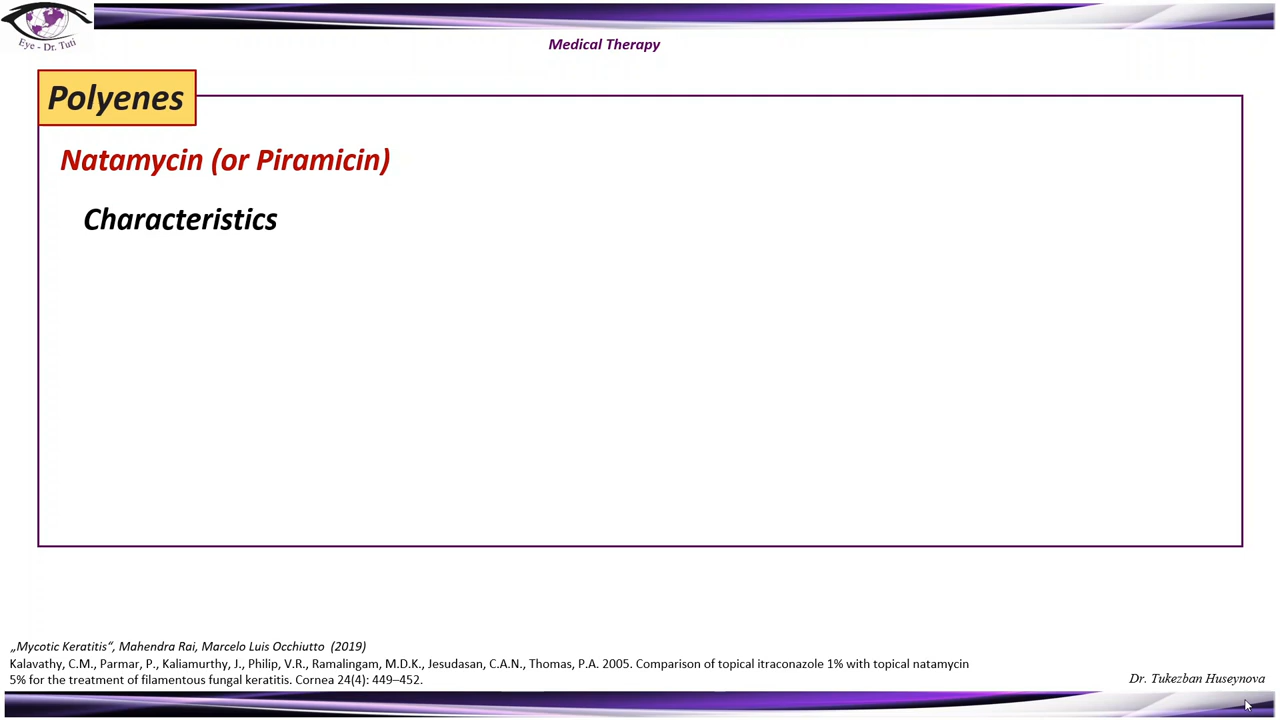 Eye - Dr. Tuti
Medical Therapy
Polyenes
Natamycin (or Piramicin)
Characteristics
„Mycotic Keratitis“, Mahendra Rai, Marcelo Luis Occhiutto (2019)
Kalavathy, C.M., Parmar, P., Kaliamurthy, J., Philip, V.R., Ramalingam, M.D.K., Jesudasan, C.A.N., Thomas, P.A. 2005. Comparison of topical itraconazole 1% with topical natamycin
5% for the treatment of filamentous fungal keratitis. Cornea 24(4): 449–452.
Dr. Tukezban Huseynova